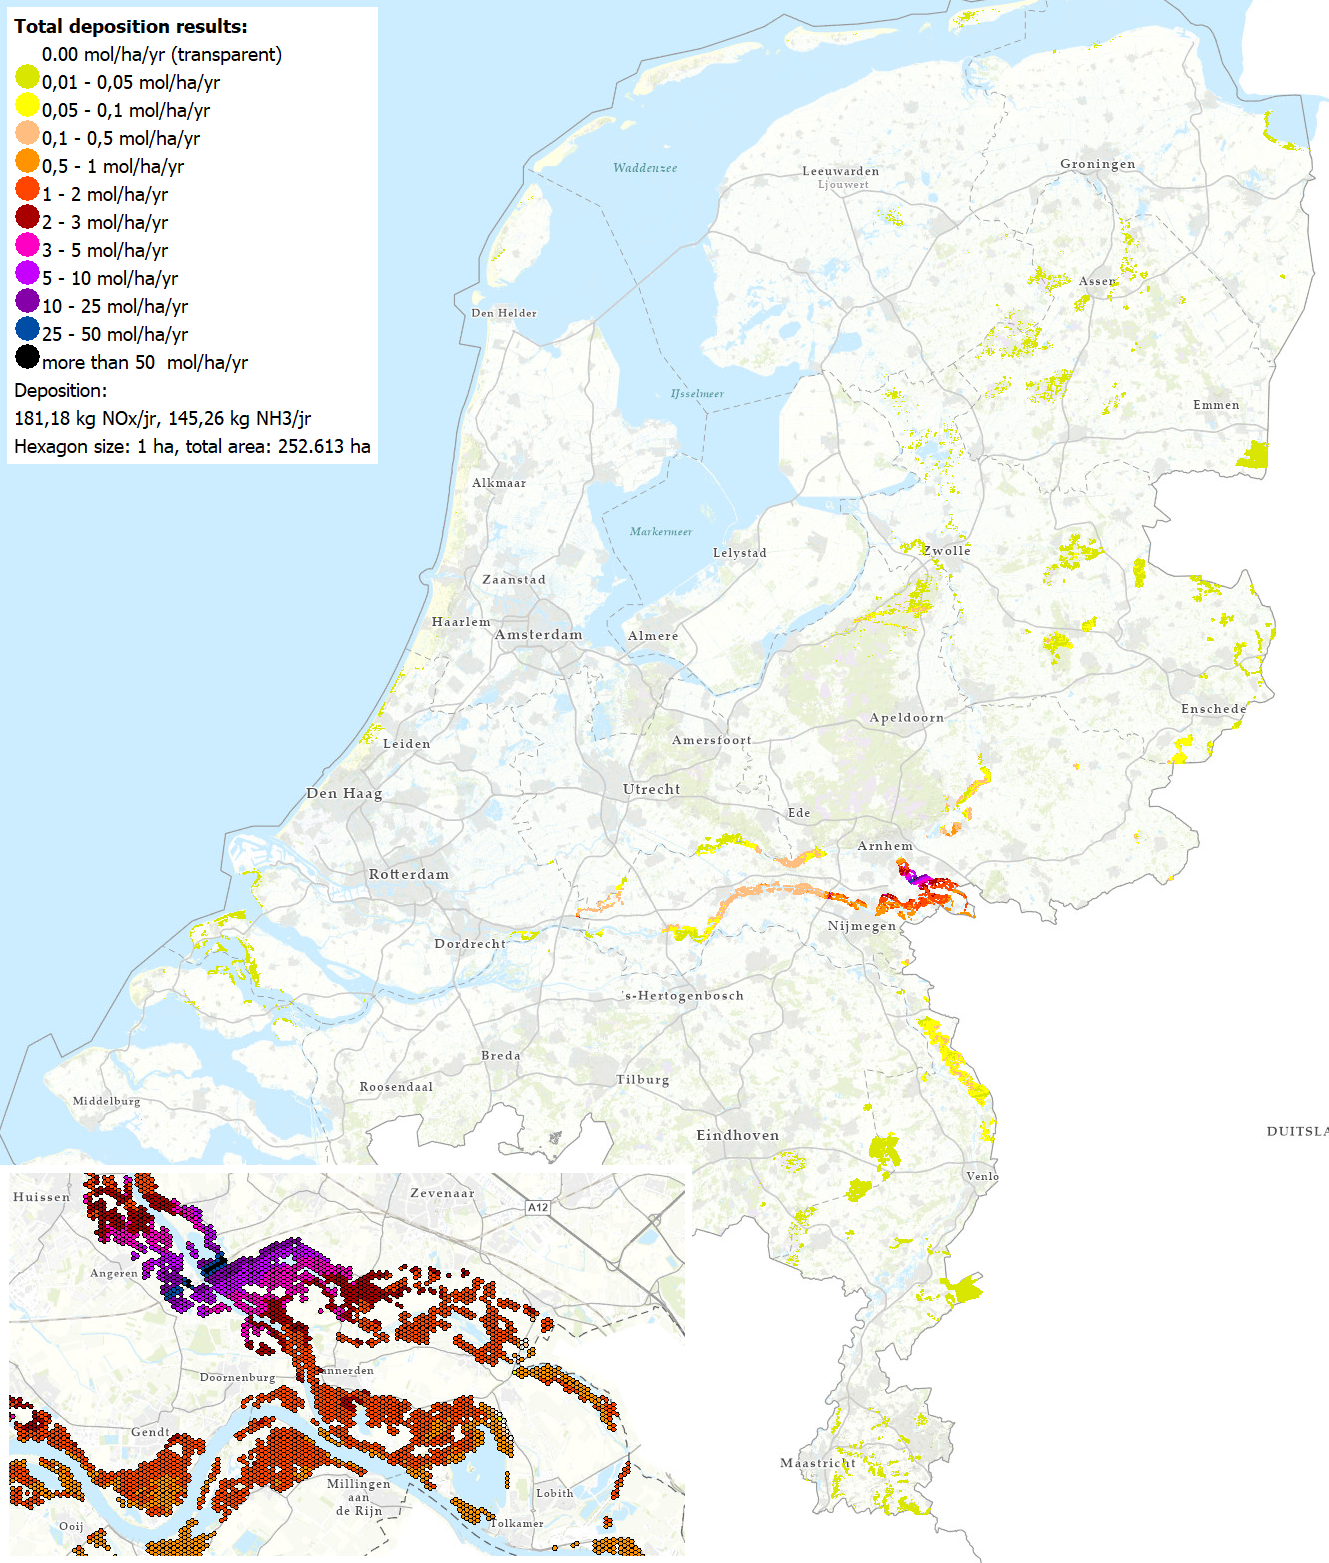 Total deposition results:
0.00 mol/ha/yr (transparent)
0,01 - 0,05 mol/ha/yr
0,05 - 0,1 mol/ha/yr
0,1 - 0,5 mol/ha/yr
0,5 - 1 mol/ha/yr
1 - 2 mol/ha/yr
2 - 3 mol/ha/yr
3 - 5 mol/ha/yr
5 - 10 mol/ha/yr
10 - 25 mol/ha/yr
25 - 50 mol/ha/yr
more than 50 mol/ha/yr
Deposition:
181,18 kg NOx/jr, 145,26 kg NH3/jr
Hexagon size: 1 ha, total area: 252.613 ha
Waddenzee
Leeuwarden
Ljouwert
Groningen
Assen
Den Helder
IJsselmeer
Emmen
Alkmaar
Markermeer
Lelystad
Zwolle
Zaanstad
Haarlem
Amsterdam
Almere
Apeldoorn
Enschede
Leiden
Amersfoort
Den Haag
Utrecht
Ede
Arnhem
Rotterdam
Nijmegen
Dordrecht
's-Hertogenbosch
Breda
Tilburg
Roosendaal
Middelburg
Eindhoven
DUITSLA
Venlo
Maastricht
Huissen
Zevenaar
A12
Angeren
Doornenburg
annerden
Gendt
Millingen
aan
de Rijn
Lobith
Tolkamer
Ooij